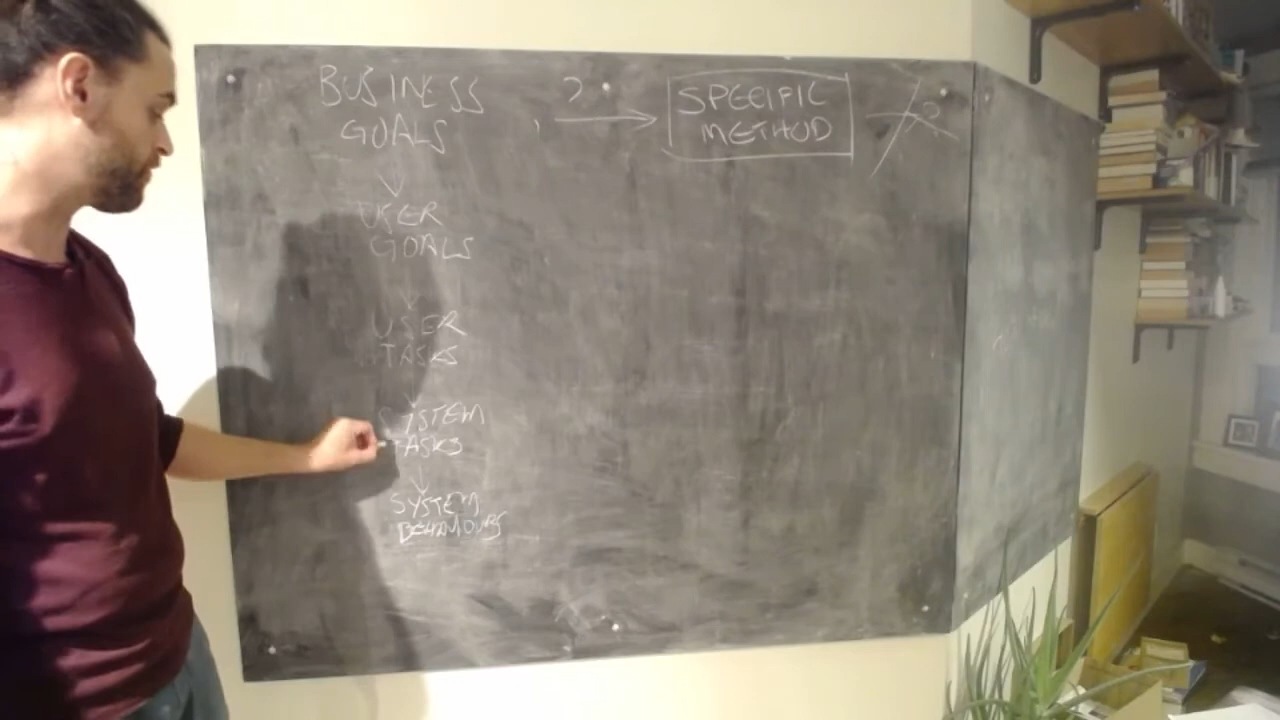 BUSINESS
GOALS
?
SPECIFIC
METHOD
?
USER
GOALS
USER
TASKS
SYSTEM
TASKS
SYSTEM
BEHAVIOURS